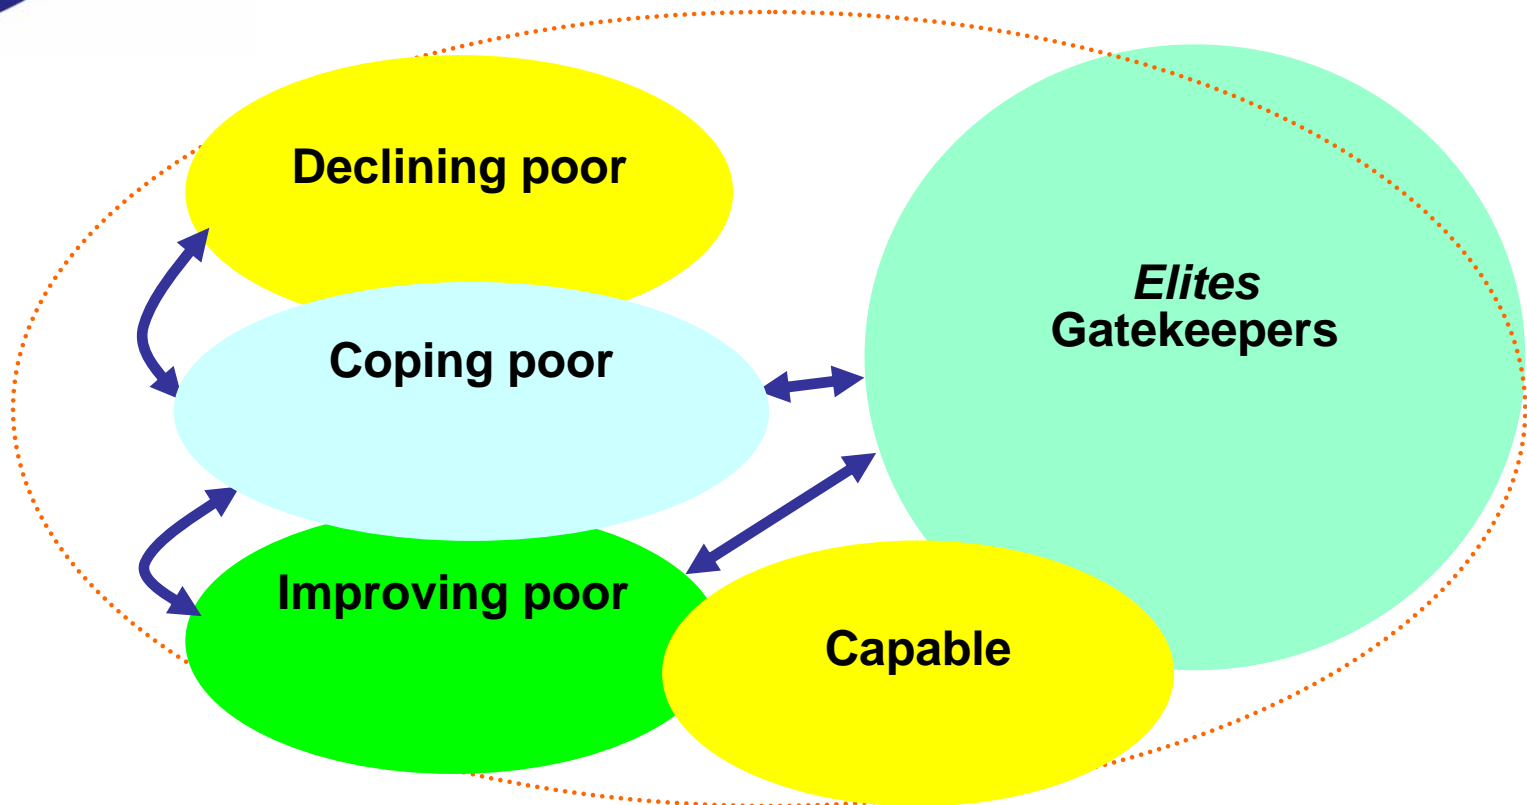 Declining poor
Elites
Gatekeepers
Coping poor
Improving poor
Capable